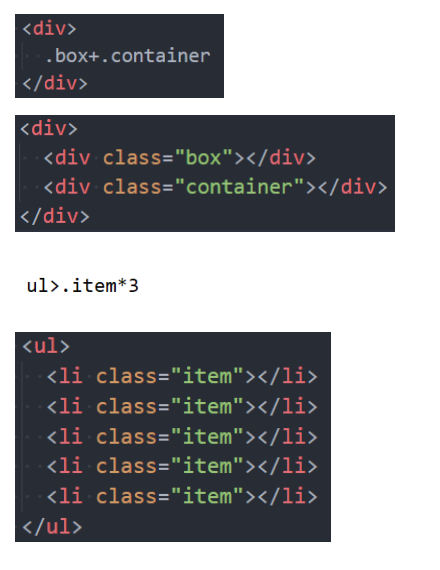 <div>
  .box+.container
</div>
<div>
  <div class="box"></div>
  <div class="container"></div>
</div>
ul>.item*3
<ul>
  <li class="item"></li>
  <li class="item"></li>
  <li class="item"></li>
  <li class="item"></li>
  <li class="item"></li>
</ul>